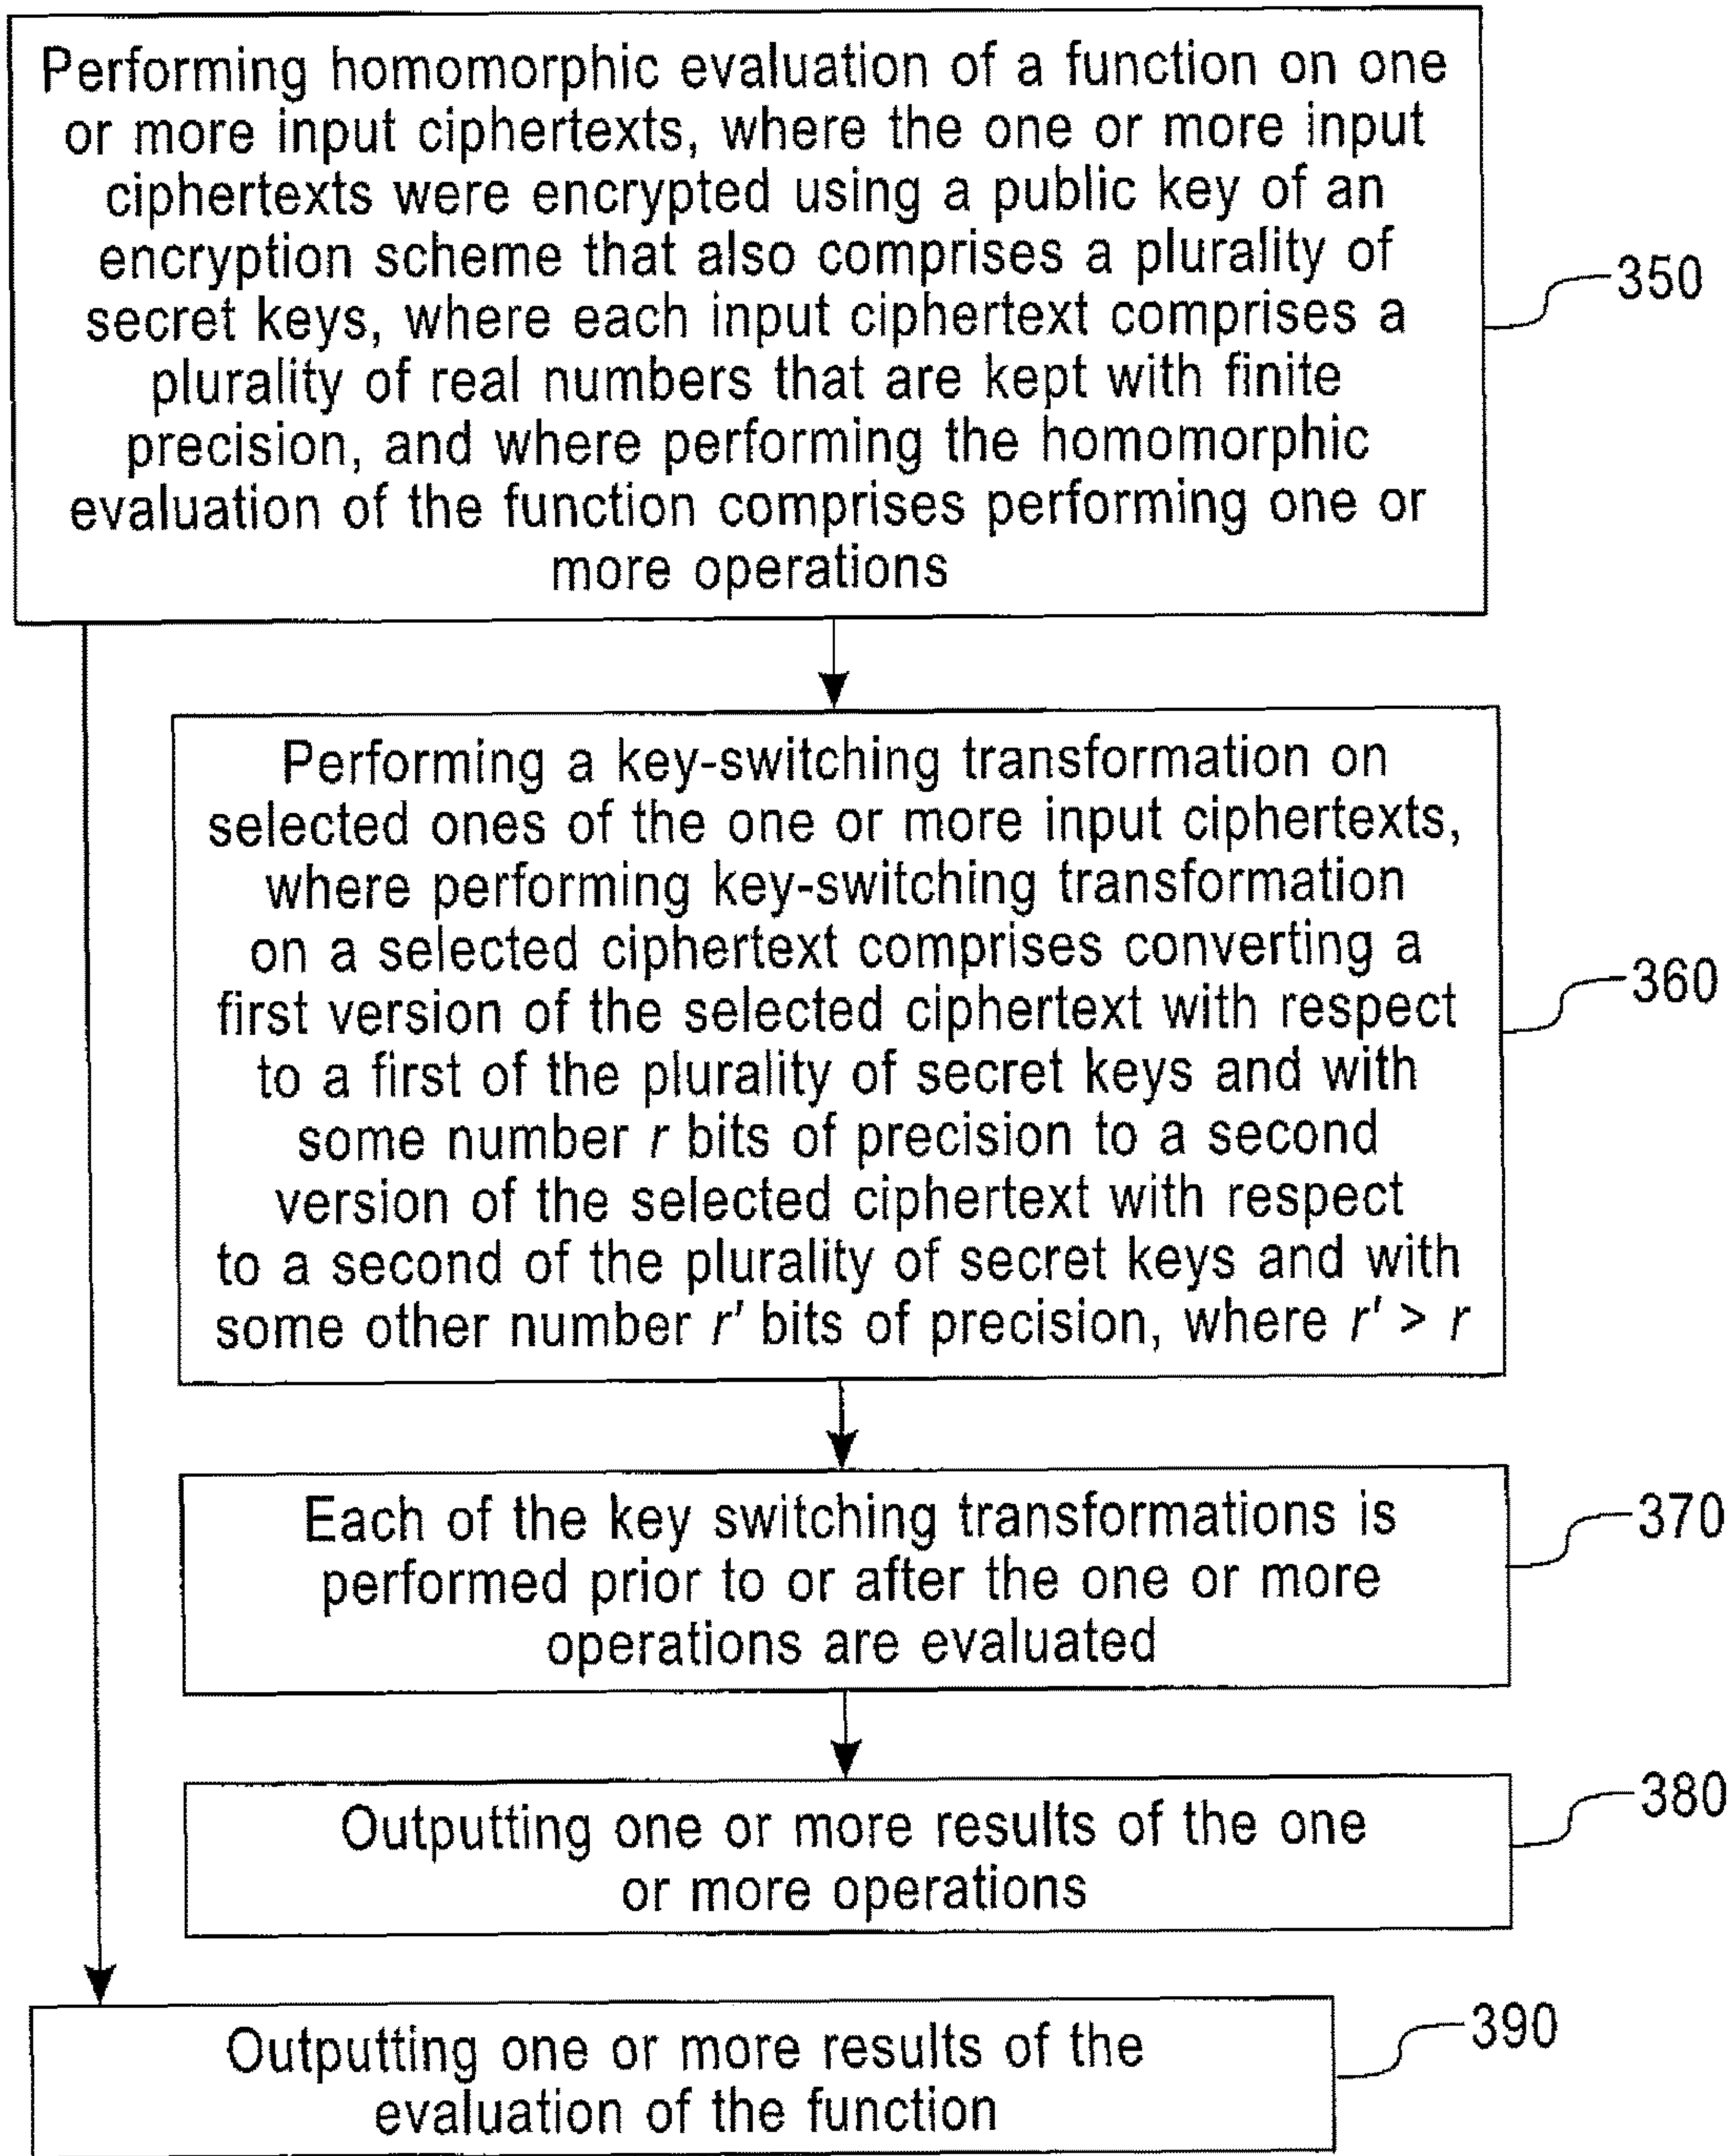 Performing homomorphic evaluation of a function on one
or more input ciphertexts, where the one or more input
ciphertexts were encrypted using a public key of an
encryption scheme that also comprises a plurality of
secret keys, where each input ciphertext comprises a
plurality of real numbers that are kept with finite
precision, and where performing the homomorphic
evaluation of the function comprises performing one or
more operations
350
Performing a key-switching transformation on
selected ones of the one or more input ciphertexts,
where performing key-switching transformation
on a selected ciphertext comprises converting a
first version of the selected ciphertext with respect
to a first of the plurality of secret keys and with
some number r bits of precision to a second
version of the selected ciphertext with respect
to a second of the plurality of secret keys and with
some other number r' bits of precision, where r' > r
360
Each of the key switching transformations is
performed prior to or after the one or more
operations are evaluated
370
Outputting one or more results of the one
or more operations
380
Outputting one or more results of the
evaluation of the function
390